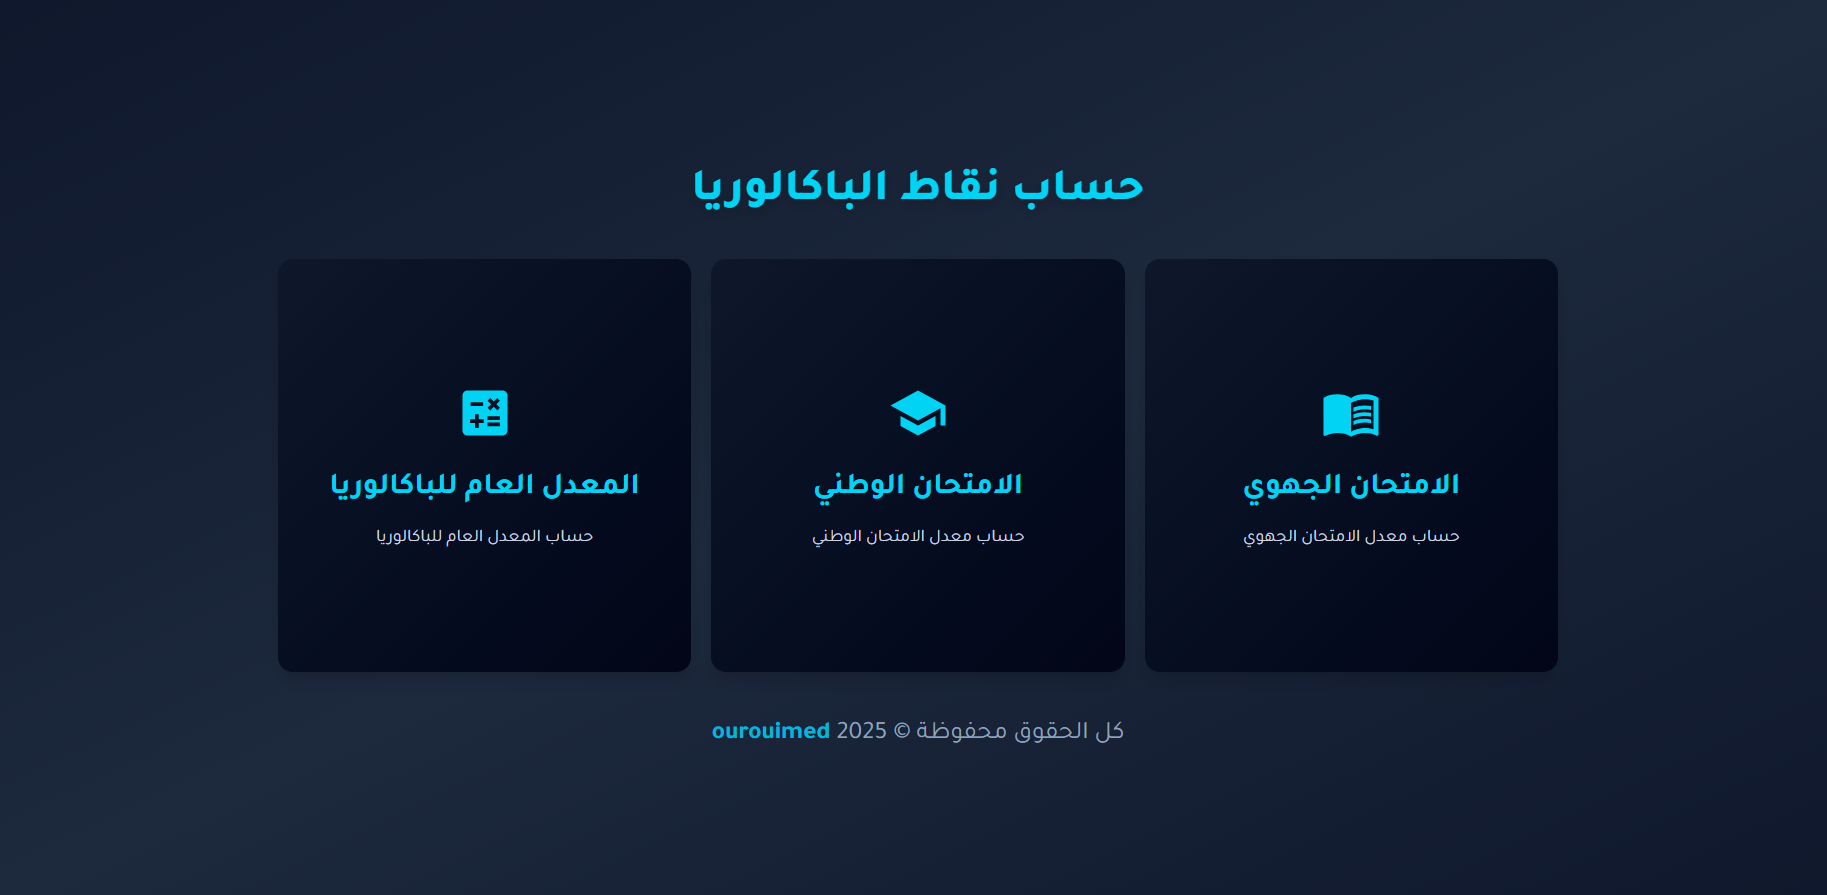 حساب نقاط الباكالوريا
الامتحان الجهوي
حساب معدل الامتحان الجهوي
الامتحان الوطني
حساب معدل الامتحان الوطني
المعدل العام للباكالوريا
حساب المعدل العام للباكالوريا
كل الحقوق محفوظة © 2025 ourouimed